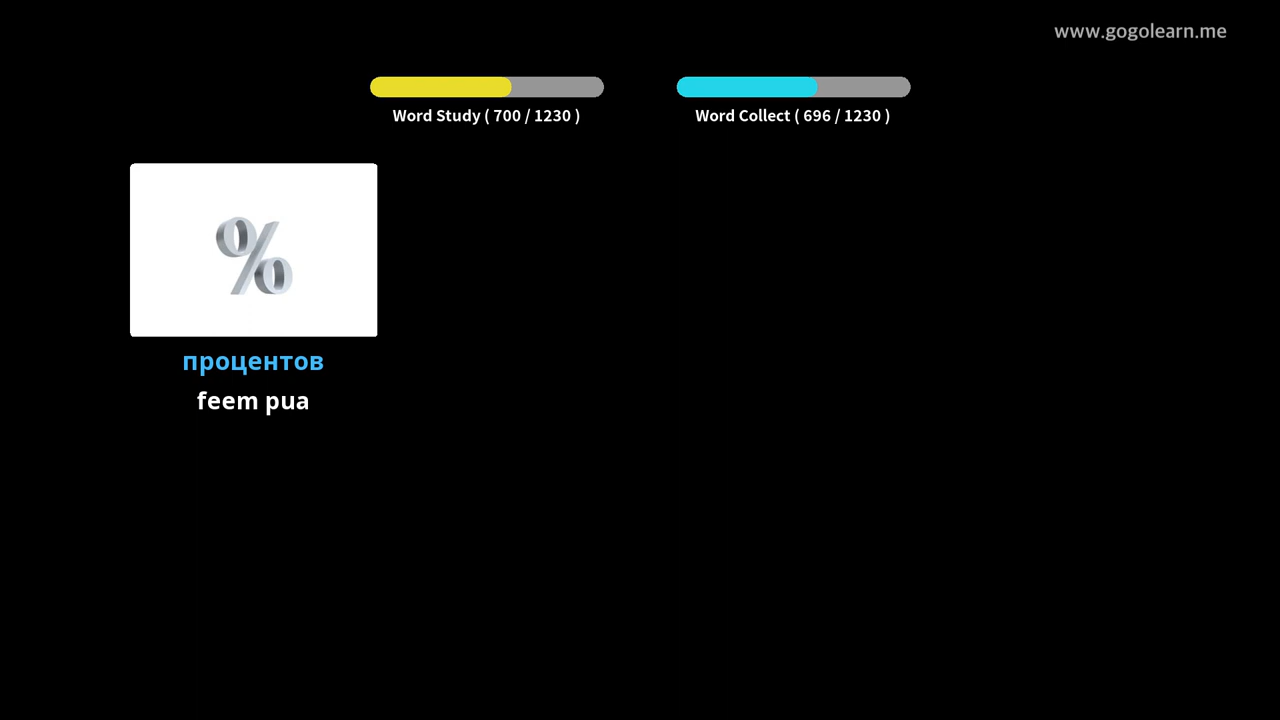 www.gogolearn.me
Word Study ( 700 / 1230 )
Word Collect ( 696 / 1230 )
%
процентов
feem pua